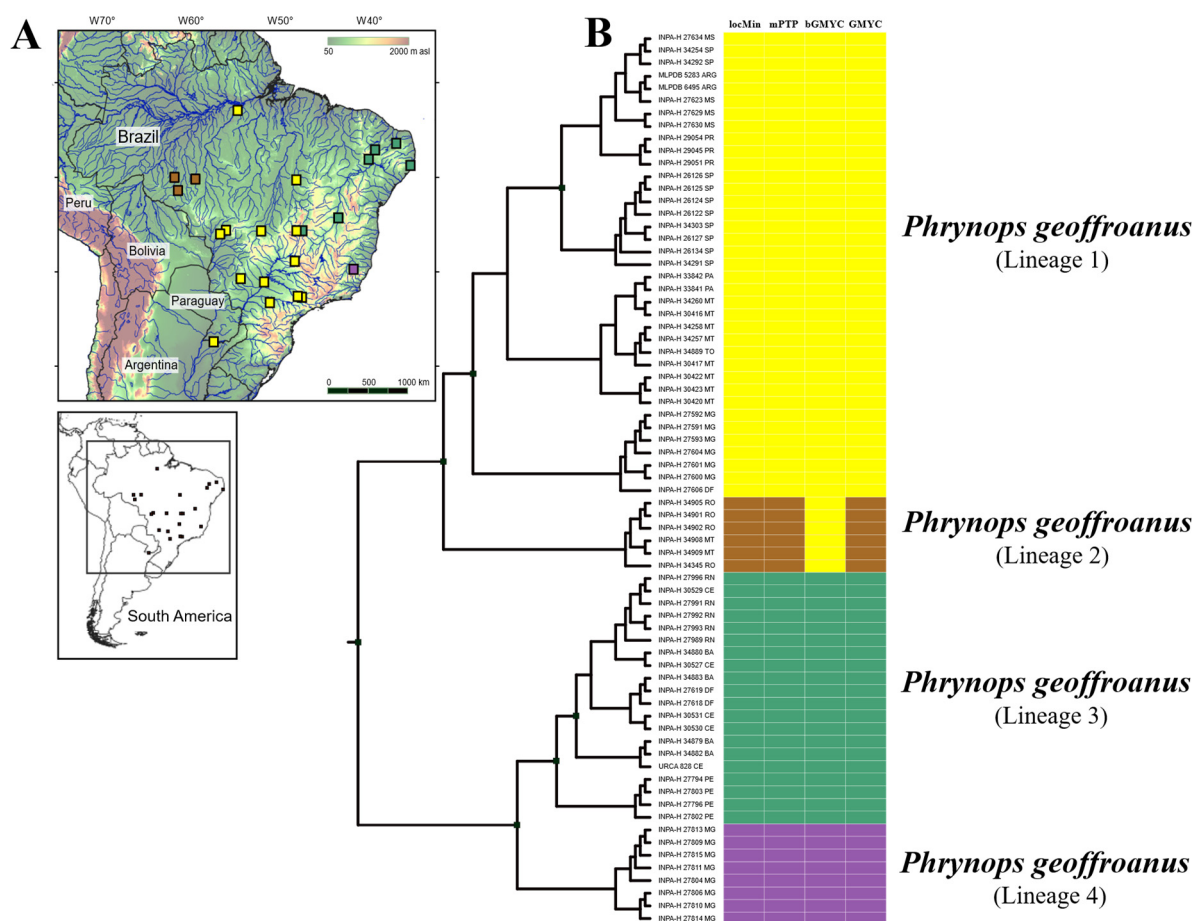 A
W70° W60° W50° W40°
50 2000 m asl
Brazil
Peru
Bolivia
Paraguay
Argentina
0 500 1000 km
South America
B
locMin mPTP bGMYC GMYC
INPA-H 27634 MS
INPA-H 34254 SP
INPA-H 34292 SP
MLPDB 5283 ARG
MLPDB 6495 ARG
INPA-H 27623 MS
INPA-H 27629 MS
INPA-H 27630 MS
INPA-H 29054 PR
INPA-H 29045 PR
INPA-H 29051 PR
INPA-H 26126 SP
INPA-H 26125 SP
INPA-H 26124 SP
INPA-H 26122 SP
INPA-H 34303 SP
INPA-H 26127 SP
INPA-H 26134 SP
INPA-H 34291 SP
INPA-H 33842 PA
INPA-H 33841 PA
INPA-H 34260 MT
INPA-H 30416 MT
INPA-H 34258 MT
INPA-H 34257 MT
INPA-H 34889 TO
INPA-H 30417 MT
INPA-H 30422 MT
INPA-H 30423 MT
INPA-H 30420 MT
INPA-H 27592 MG
INPA-H 27591 MG
INPA-H 27593 MG
INPA-H 27604 MG
INPA-H 27601 MG
INPA-H 27600 MG
INPA-H 27606 DF
Phrynops geoffroanus
(Lineage 1)
INPA-H 34905 RO
INPA-H 34901 RO
INPA-H 34902 RO
INPA-H 34908 MT
INPA-H 34909 MT
INPA-H 34345 RO
Phrynops geoffroanus
(Lineage 2)
INPA-H 27996 RN
INPA-H 30529 CE
INPA-H 27991 RN
INPA-H 27992 RN
INPA-H 27993 RN
INPA-H 27989 RN
INPA-H 34880 BA
INPA-H 30527 CE
INPA-H 34883 BA
INPA-H 27619 DF
INPA-H 27618 DF
INPA-H 30531 CE
INPA-H 30530 CE
INPA-H 34879 BA
INPA-H 34882 BA
URCA 828 CE
INPA-H 27794 PE
INPA-H 27803 PE
INPA-H 27796 PE
INPA-H 27802 PE
Phrynops geoffroanus
(Lineage 3)
INPA-H 27813 MG
INPA-H 27809 MG
INPA-H 27815 MG
INPA-H 27811 MG
INPA-H 27804 MG
INPA-H 27806 MG
INPA-H 27810 MG
INPA-H 27814 MG
Phrynops geoffroanus
(Lineage 4)